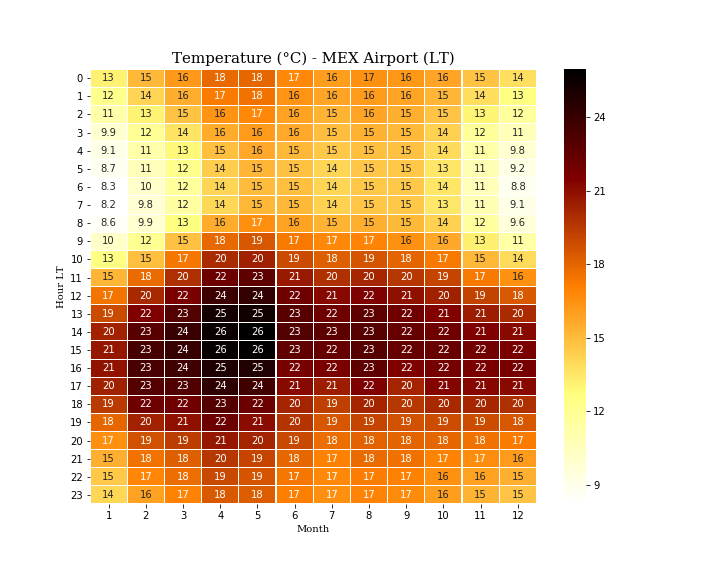 Temperature (°C) - MEX Airport (LT)
0 13 15 16 18 18 17 16 17 16 16 15 14
1 12 14 16 17 18 16 16 16 16 15 14 13
2 11 13 15 16 17 16 15 16 15 15 13 12
3 9.9 12 14 16 16 16 15 15 15 14 12 11
4 9.1 11 13 15 16 15 15 15 15 14 11 9.8
5 8.7 11 12 14 15 15 14 15 15 13 11 9.2
6 8.3 10 12 14 15 15 14 15 15 14 11 8.8
7 8.2 9.8 12 14 15 15 14 15 15 13 11 9.1
8 8.6 9.9 13 16 17 16 15 15 15 14 12 9.6
9 10 12 15 18 19 17 17 17 16 16 13 11
10 13 15 17 20 20 19 18 19 18 17 15 14
11 15 18 20 22 23 21 20 20 20 19 17 16
12 17 20 22 24 24 22 21 22 21 20 19 18
13 19 22 23 25 25 23 22 23 22 21 21 20
14 20 23 24 26 26 23 23 23 22 22 21 21
15 21 23 24 26 26 23 22 23 22 22 22 22
16 21 23 24 25 25 22 22 23 22 22 22 22
17 20 23 23 24 24 21 21 22 20 21 21 21
18 19 22 22 23 22 20 19 20 20 20 20 20
19 18 20 21 22 21 20 19 19 19 19 19 18
20 17 19 19 21 20 19 18 18 18 18 18 17
21 15 18 18 20 19 18 17 18 18 17 17 16
22 15 17 18 19 19 17 17 17 17 16 16 15
23 14 16 17 18 18 17 17 17 17 16 15 15
1 2 3 4 5 6 7 8 9 10 11 12
Month
Hour LT
24
21
18
15
12
9